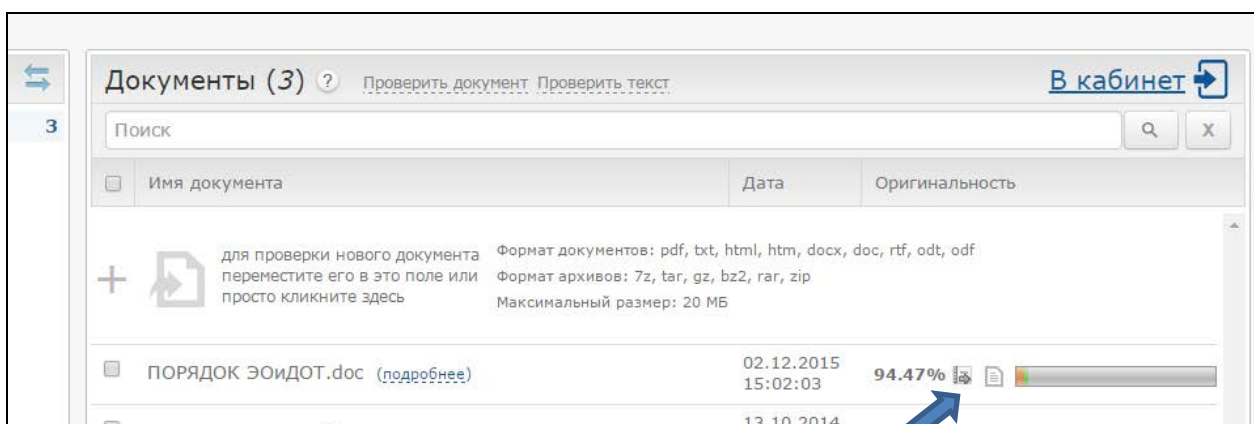 Документы (3) ? Проверить документ Проверить текст В кабинет
3
Поиск X
Имя документа Дата Оригинальность
для проверки нового документа
переместите его в это поле или
просто кликните здесь
Формат документов: pdf, txt, html, htm, docx, doc, rtf, odt, odf
Формат архивов: 7z, tar, gz, bz2, rar, zip
Максимальный размер: 20 МБ
ПОРЯДОК ЭОиДОТ.doc (подробнее) 02.12.2015
15:02:03
94.47%
13.10.2014